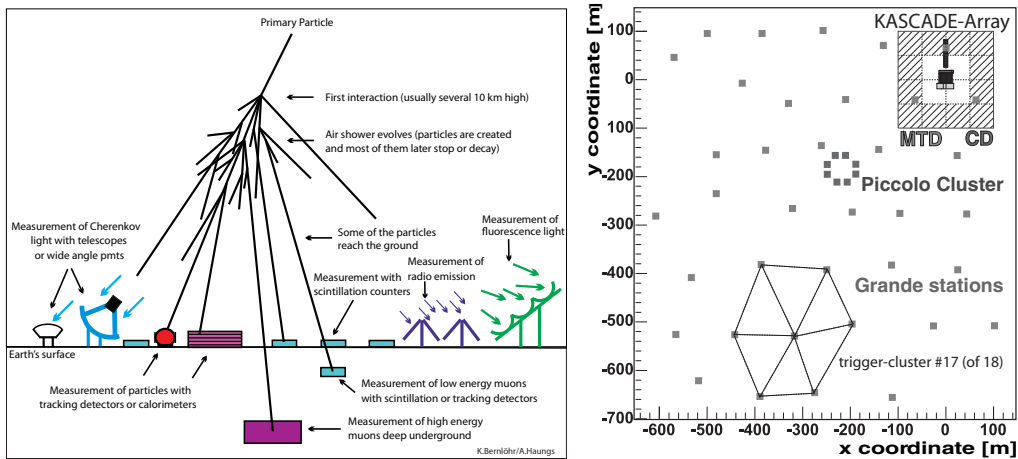 Primary Particle
First interaction (usually several 10 km high)
Air shower evolves (particles are created
and most of them later stop or decay)
Measurement of Cherenkov
light with telescopes
or wide angle pmts
Some of the particles
reach the ground
Measurement with
scintillation counters
Measurement of
fluorescence light
Measurement of
radio emission
Earth's surface
Measurement of particles with
tracking detectors or calorimeters
Measurement of low energy muons
with scintillation or tracking detectors
Measurement of high energy
muons deep underground
K.Bernlöhr/A.Haungs
y coordinate [m]
100
0
100
-200
-300
-400
-500
-600
-700
KASCADE-Array
MTD
CD
Piccolo Cluster
Grande stations
trigger-cluster #17 (of 18)
-600
-500
-400
-300
-200
-100
0
100
x coordinate [m]